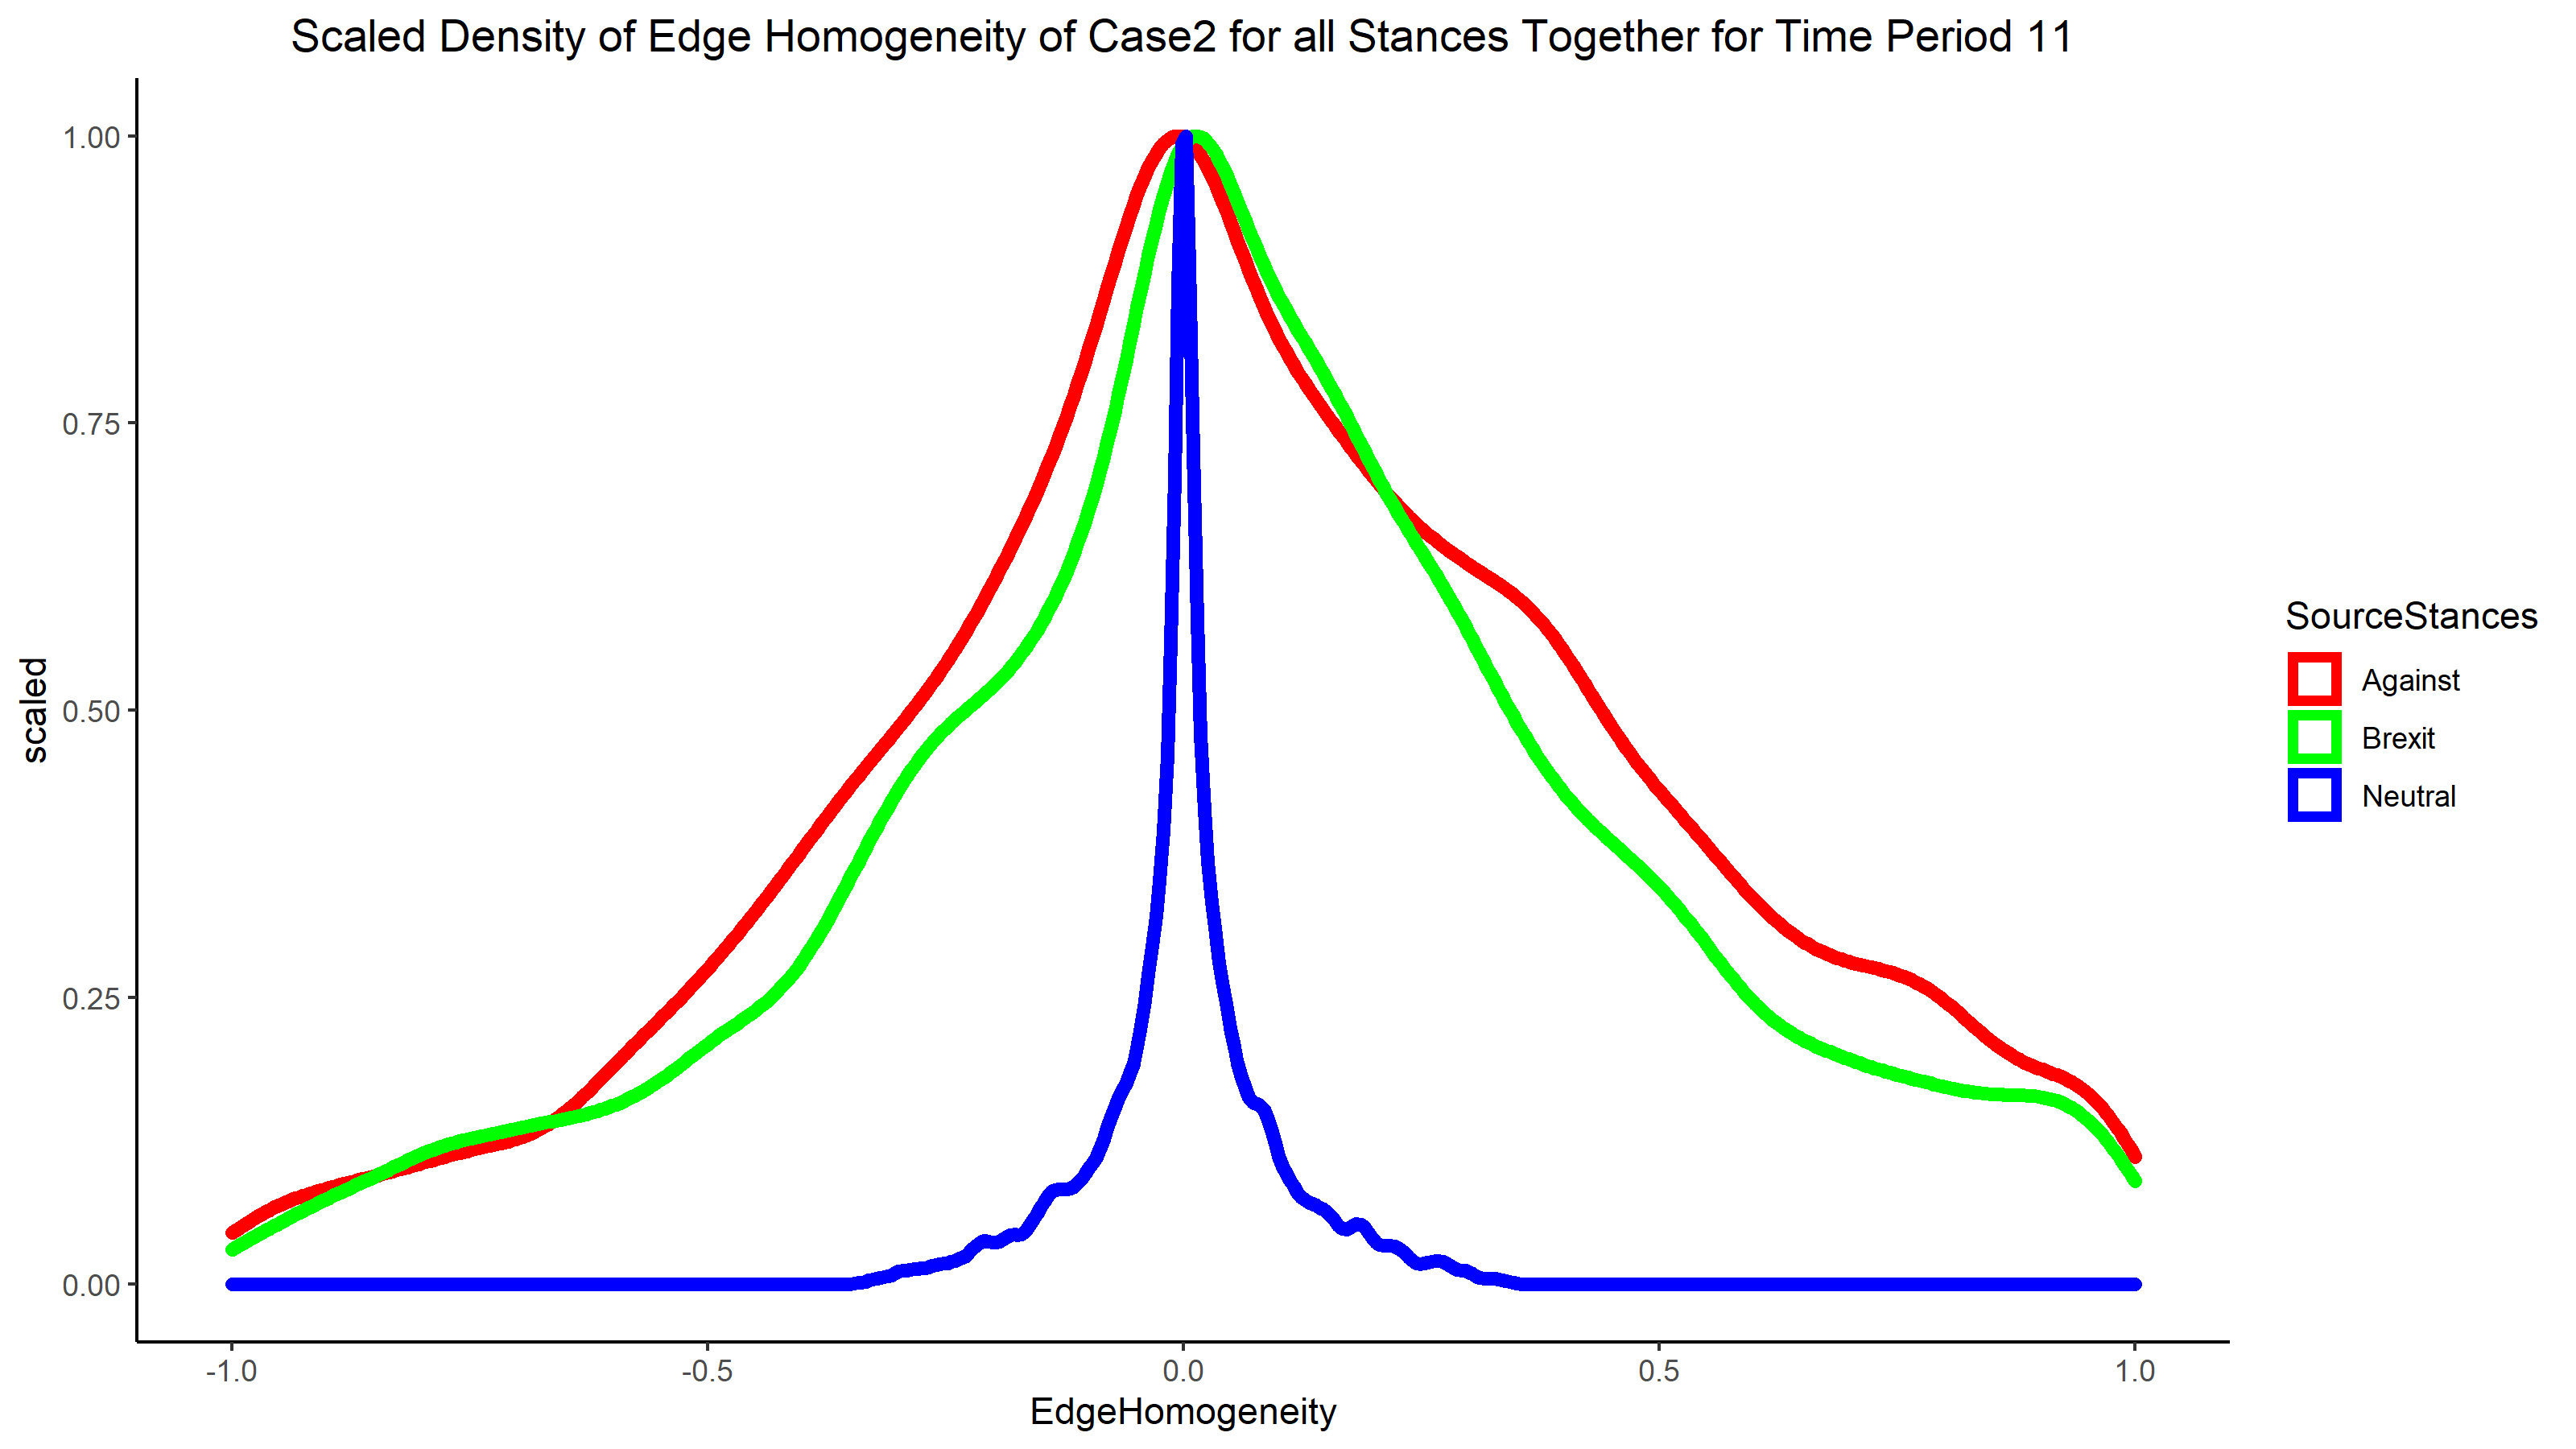 Scaled Density of Edge Homogeneity of Case2 for all Stances Together for Time Period 11
scaled
1.00
0.75
0.50
0.25
0.00
-1.0
-0.5
0.0
0.5
1.0
EdgeHomogeneity
SourceStances
Against
Brexit
Neutral